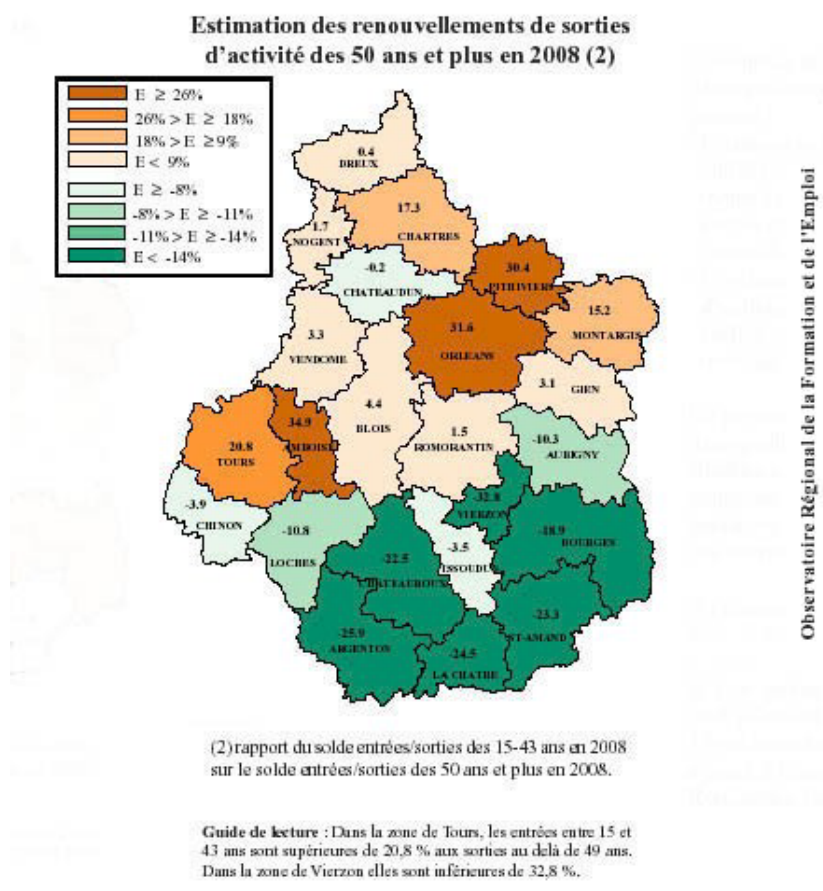 Estimation des renouvellements de sorties
d'activité des 50 ans et plus en 2008 (2)
E ≥ 26%
26% > E ≥ 18%
18% > E ≥9%
E < 9%
E ≥ -8%
-8% > E ≥ -11%
-11% > E ≥ -14%
E < -14%
0.4
DREUX
17.3
CHARTRES
1.7
NOGENT
-0.2
CHATEAUDUN
30.4
PITHIVIERS
15.2
MONTARGIS
31.6
ORLEANS
3.3
VENDOME
3.1
GIEN
4.4
BLOIS
1.5
ROMORANTIN
-10.3
AUBIGNY
34.9
AMBOISE
20.8
TOURS
-3.9
CHINON
-10.8
LOCHES
-32.8
VIERZON
-18.9
BOURGES
-3.5
ISSOUDUN
-22.5
CHATEAUROUX
-23.3
ST-AMAND
-25.9
ARGENTON
-24.5
LA CHATRE
Observatoire Régional de la Formation et de l'Emploi
(2) rapport du solde entrées/sorties des 15-43 ans en 2008
sur le solde entrées/sorties des 50 ans et plus en 2008.
Guide de lecture : Dans la zone de Tours, les entrées entre 15 et
43 ans sont supérieures de 20,8 % aux sorties au delà de 49 ans.
Dans la zone de Vierzon elles sont inférieures de 32,8 %.